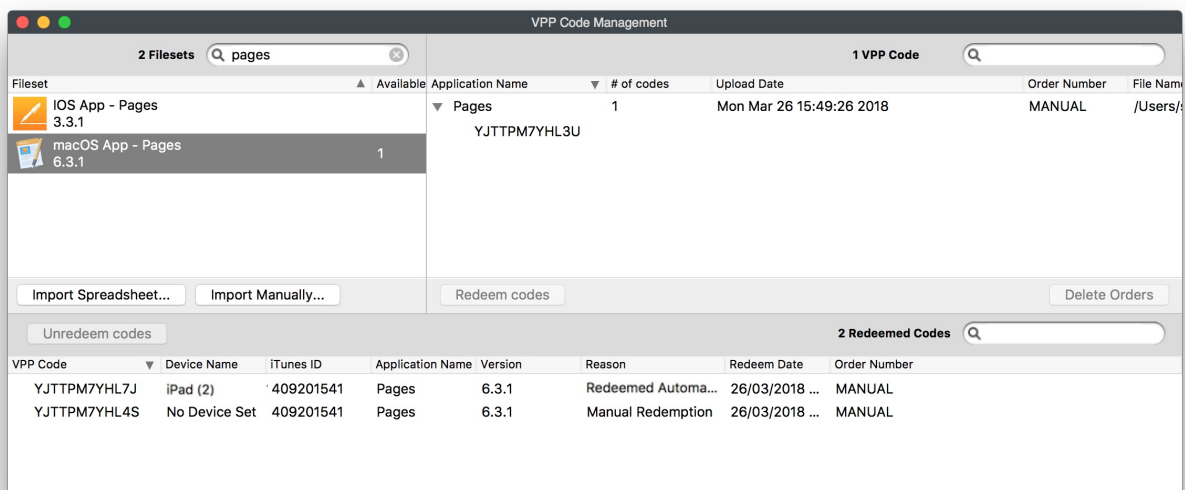 VPP Code Management
2 Filesets pages
1 VPP Code
Fileset Available
Application Name # of codes Upload Date Order Number File Nam
IOS App - Pages
3.3.1
macOS App - Pages
6.3.1
1
Pages 1 Mon Mar 26 15:49:26 2018 MANUAL /Users/s
YJTTPM7YHL3U
Import Spreadsheet... Import Manually... Redeem codes Delete Orders
Unredeem codes 2 Redeemed Codes
VPP Code Device Name iTunes ID Application Name Version Reason Redeem Date Order Number
YJTTPM7YHL7J iPad (2) 409201541 Pages 6.3.1 Redeemed Automa... 26/03/2018 ... MANUAL
YJTTPM7YHL4S No Device Set 409201541 Pages 6.3.1 Manual Redemption 26/03/2018 ... MANUAL